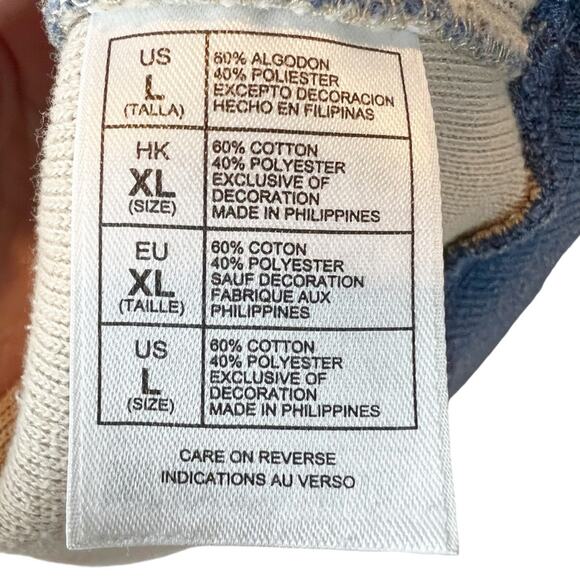 US
L
(TALLA)
60% ALGODON
40% POLIESTER
EXCEPTO DECORACION
HECHO EN FILIPINAS
HK
XL
(SIZE)
60% COTTON
40% POLYESTER
EXCLUSIVE OF
DECORATION
MADE IN PHILIPPINES
EU
XL
(TAILLE)
60% COTON
40% POLYESTER
SAUF DECORATION
FABRIQUE AUX
PHILIPPINES
US
L
(SIZE)
60% COTTON
40% POLYESTER
EXCLUSIVE OF
DECORATION
MADE IN PHILIPPINES
CARE ON REVERSE
INDICATIONS AU VERSO